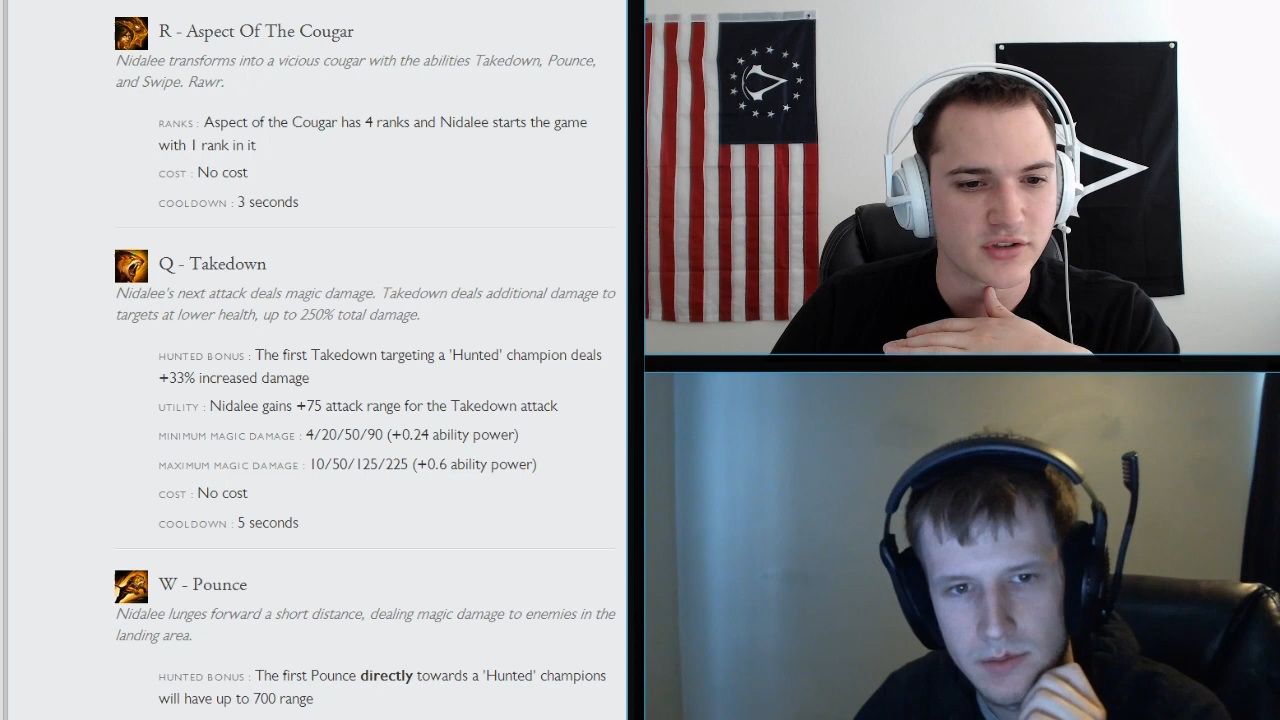 R - Aspect Of The Cougar
Nidalee transforms into a vicious cougar with the abilities Takedown, Pounce,
and Swipe. Rawr.
RANKS : Aspect of the Cougar has 4 ranks and Nidalee starts the game
with 1 rank in it
COST : No cost
COOLDOWN : 3 seconds
Q - Takedown
Nidalee's next attack deals magic damage. Takedown deals additional damage to
targets at lower health, up to 250% total damage.
HUNTED BONUS : The first Takedown targeting a 'Hunted' champion deals
+33% increased damage
UTILITY : Nidalee gains +75 attack range for the Takedown attack
MINIMUM MAGIC DAMAGE : 4/20/50/90 (+0.24 ability power)
MAXIMUM MAGIC DAMAGE : 10/50/125/225 (+0.6 ability power)
COST : No cost
COOLDOWN : 5 seconds
W - Pounce
Nidalee lunges forward a short distance, dealing magic damage to enemies in the
landing area.
HUNTED BONUS : The first Pounce directly towards a 'Hunted' champions
will have up to 700 range